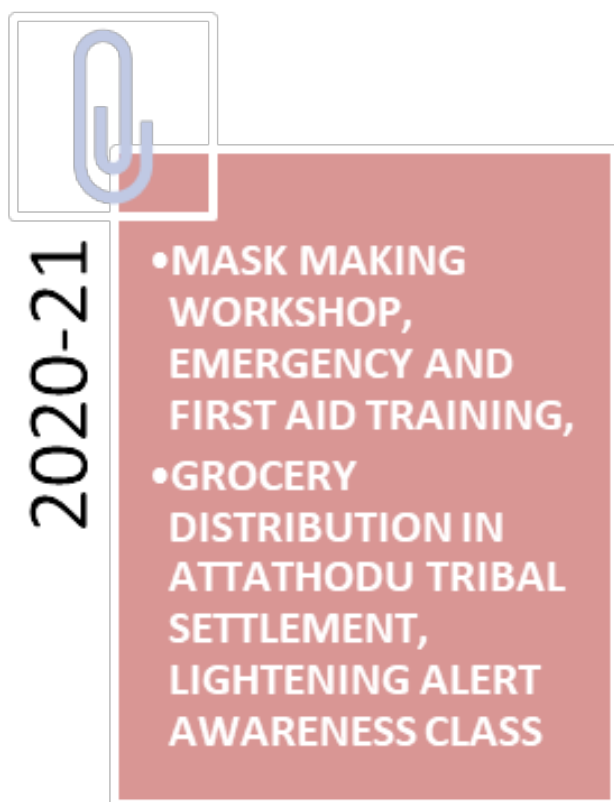 2020-21
•MASK MAKING
WORKSHOP,
EMERGENCY AND
FIRST AID TRAINING,
•GROCERY
DISTRIBUTION IN
ATTATHODU TRIBAL
SETTLEMENT,
LIGHTENING ALERT
AWARENESS CLASS